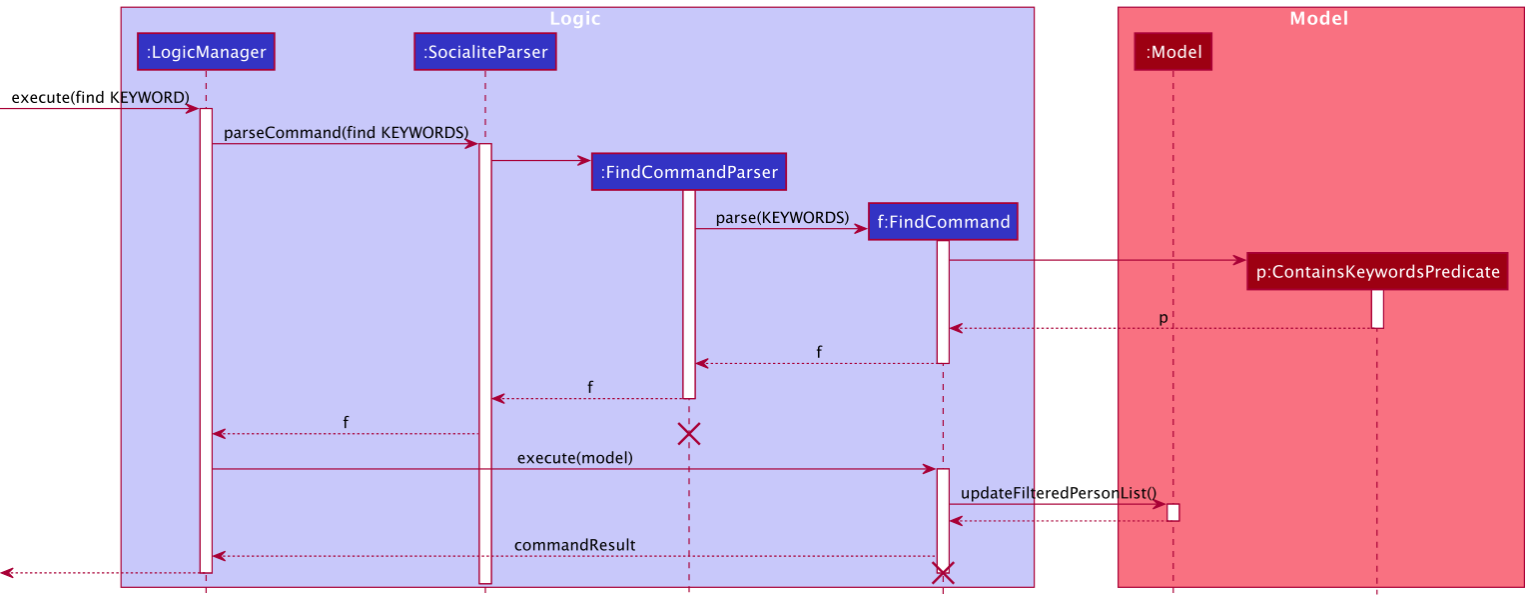 Logic
Model
:LogicManager
:SocialiteParser
:Model
execute(find KEYWORD)
parseCommand(find KEYWORDS)
:FindCommandParser
parse(KEYWORDS)
f:FindCommand
p:ContainsKeywordsPredicate
p
f
f
f
execute(model)
updateFilteredPersonList()
commandResult